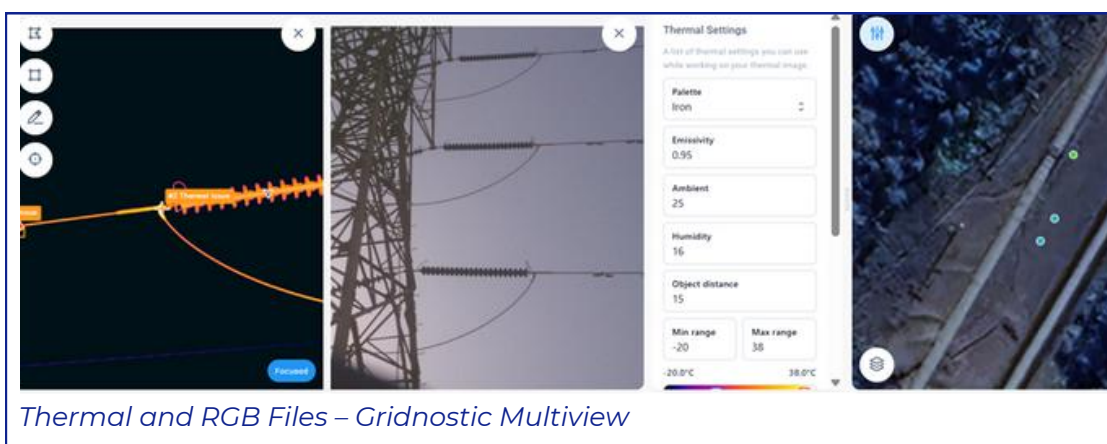 #2 Thermal Issue
Focused
Thermal Settings
A list of thermal settings you can use
while working on your thermal image.
Palette
Iron
Emissivity
0.95
Ambient
25
Humidity
16
Object distance
15
Min range
-20
Max range
38
-20.0°C
38.0°C
Thermal and RGB Files – Gridnostic Multiview